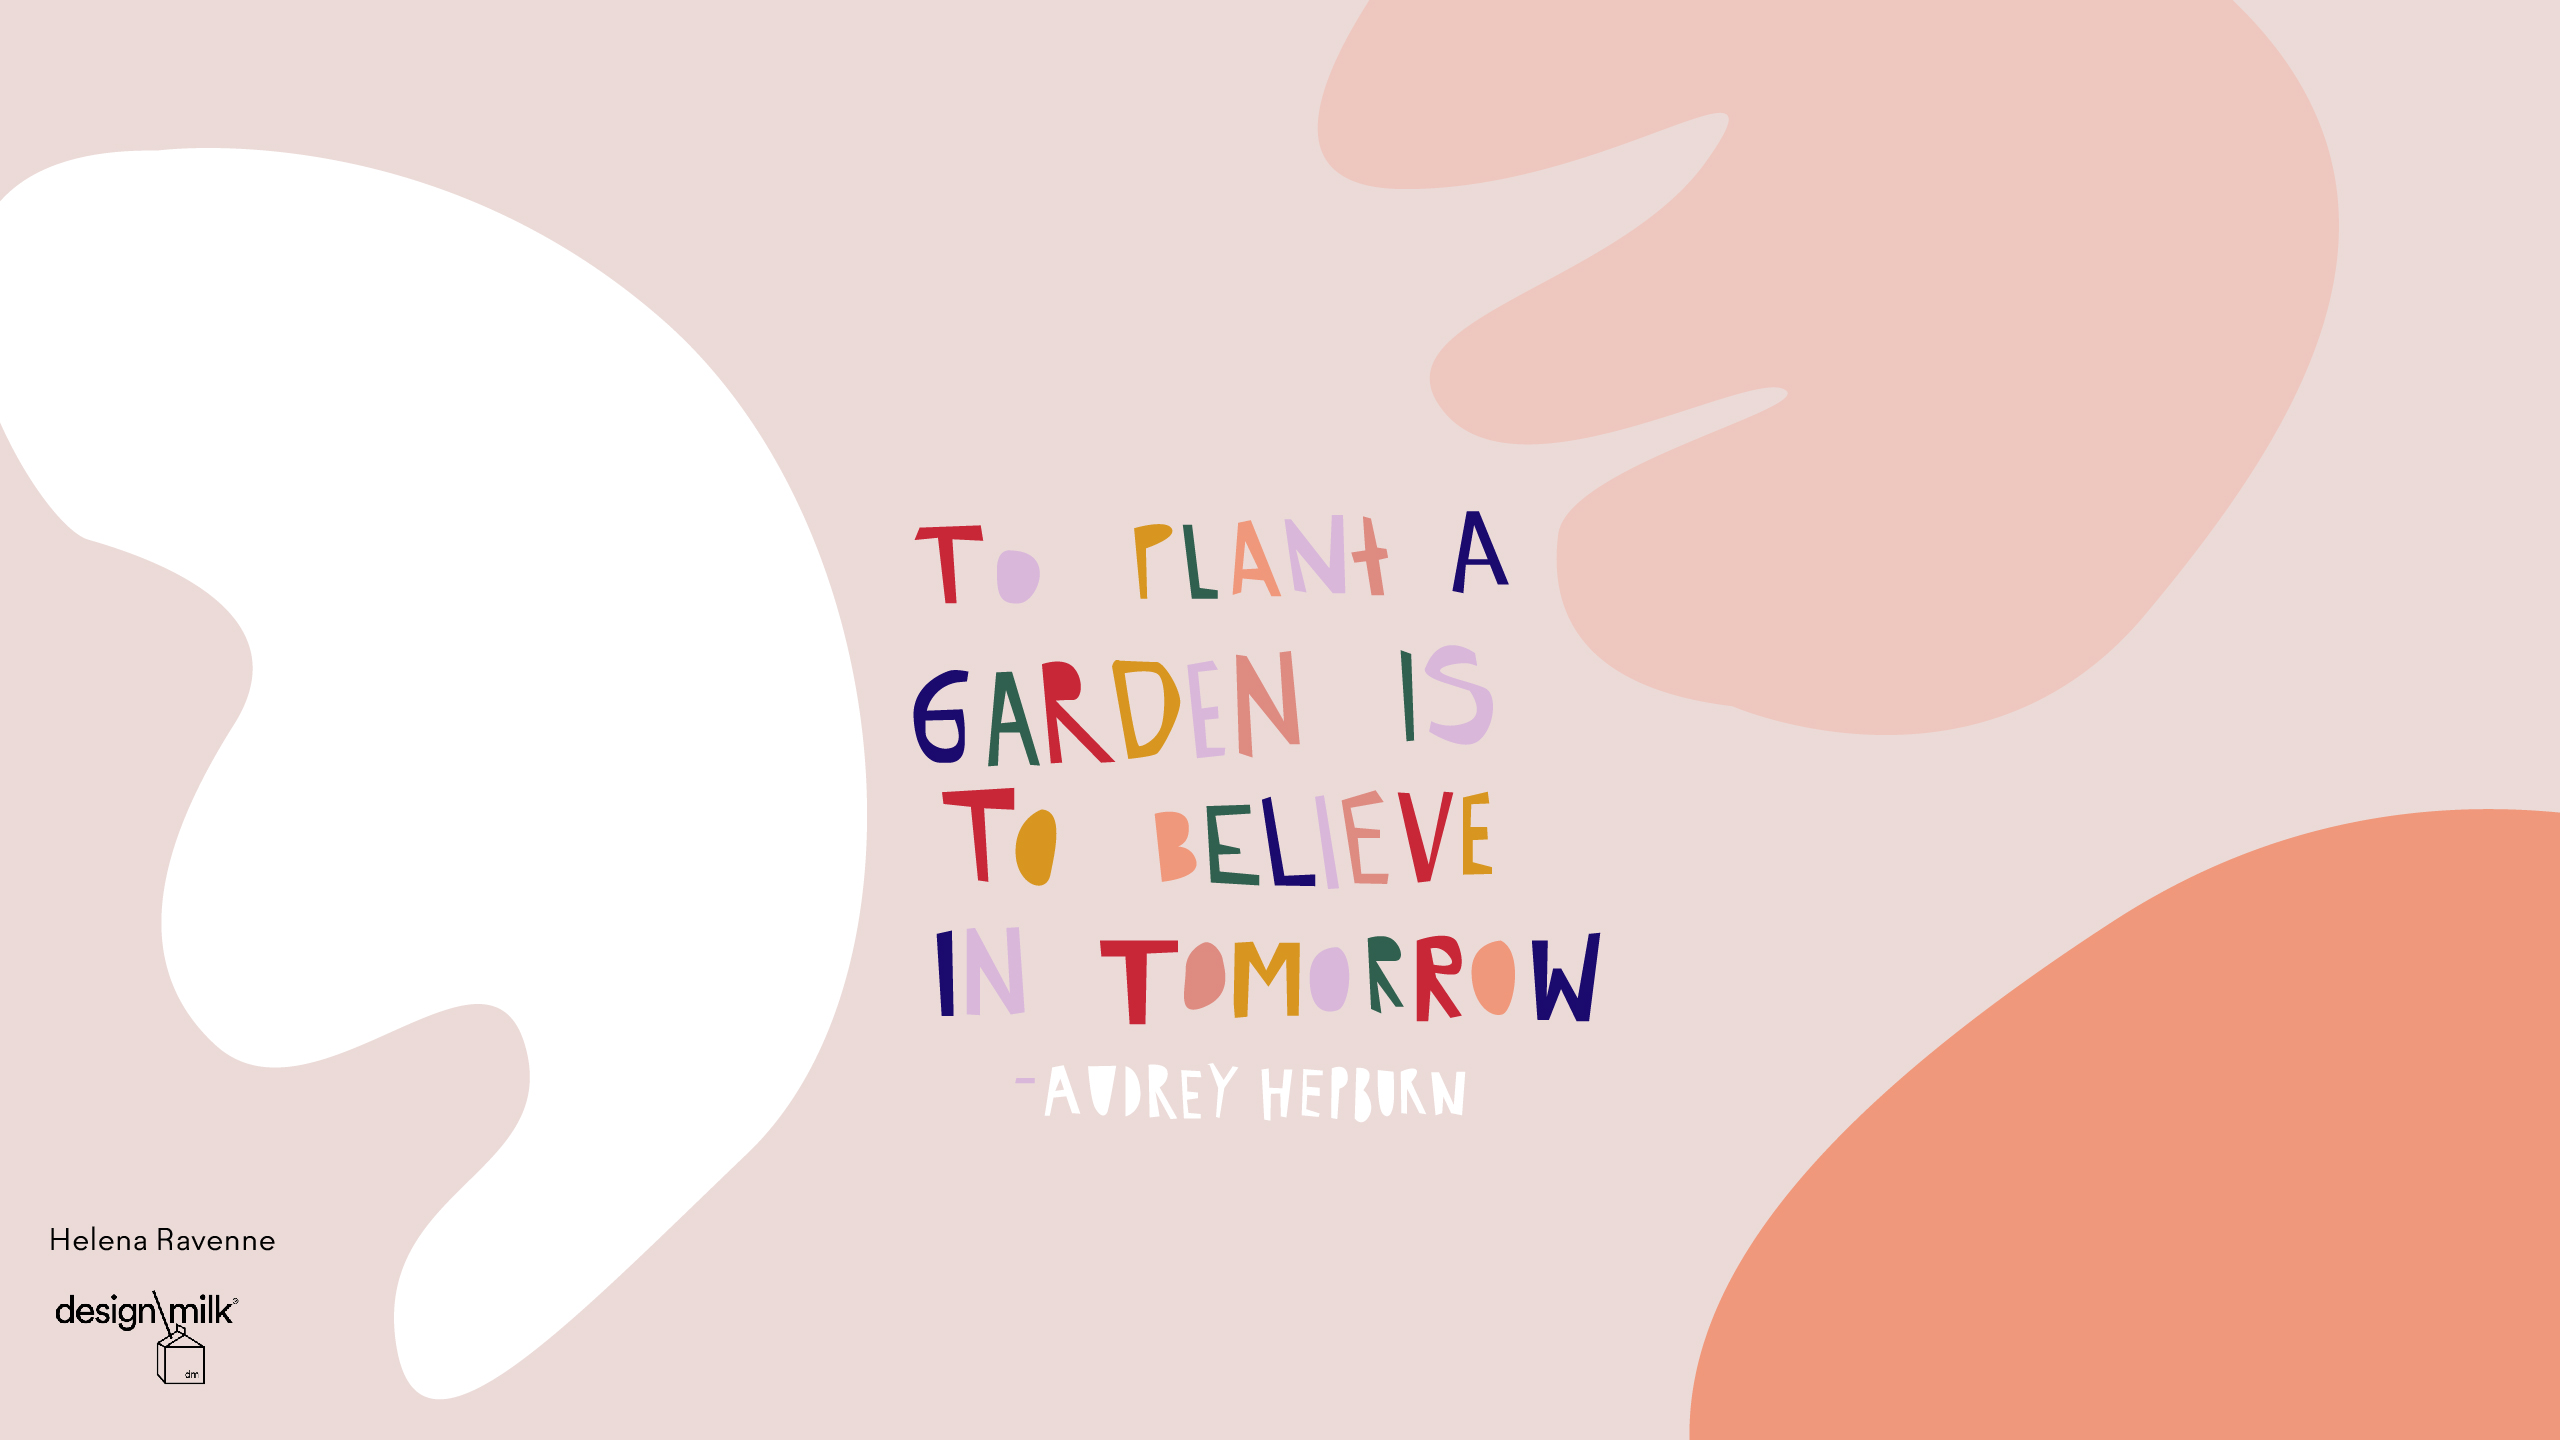 To PLANt A
GARDEN IS
To BELIEVE
IN TOMORROW
-AUDREY HEPBURN
Helena Ravenne
design milk®
dm